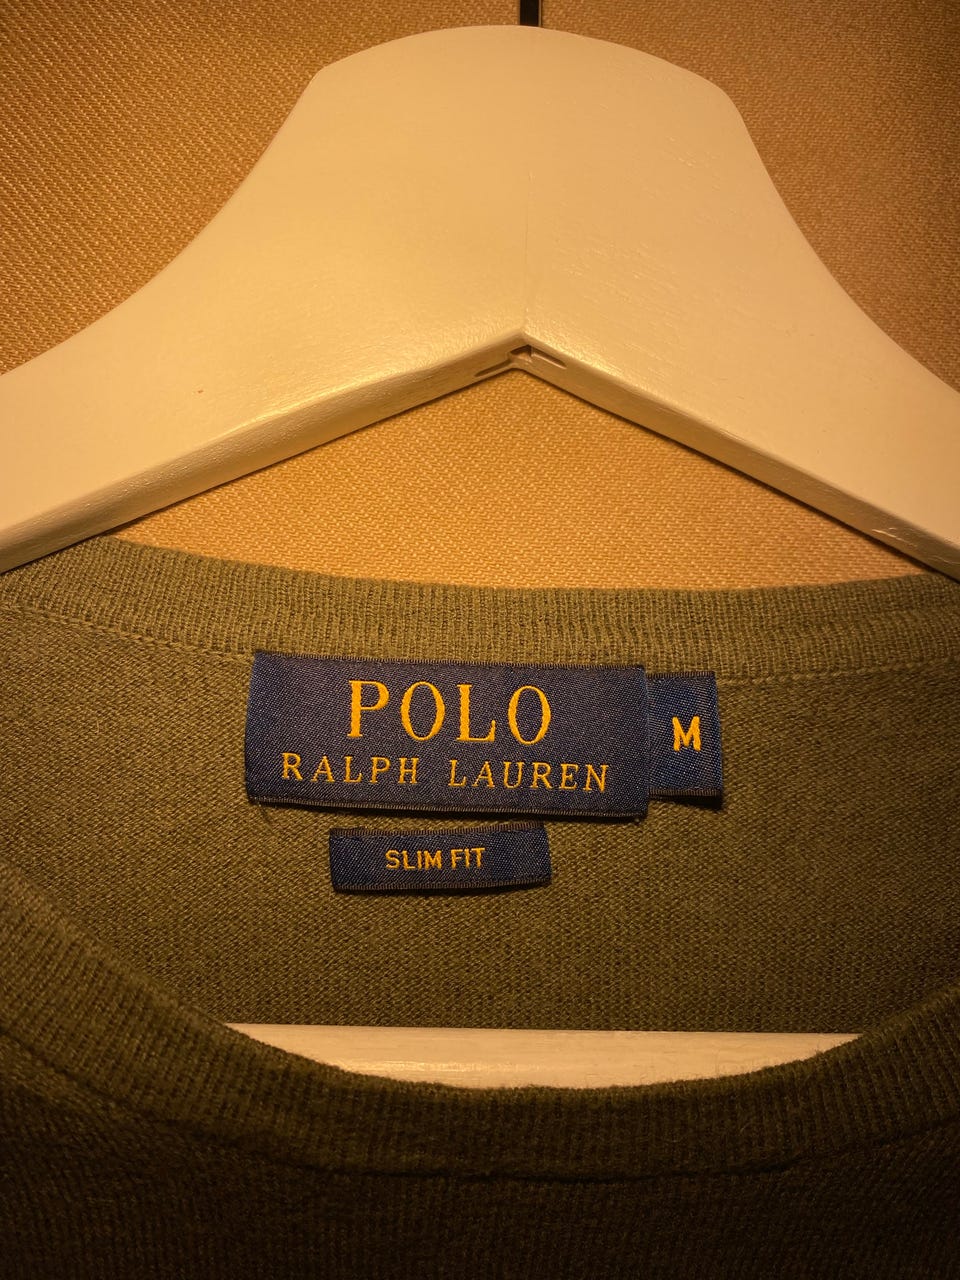 POLO
RALPH LAUREN
M
SLIM FIT